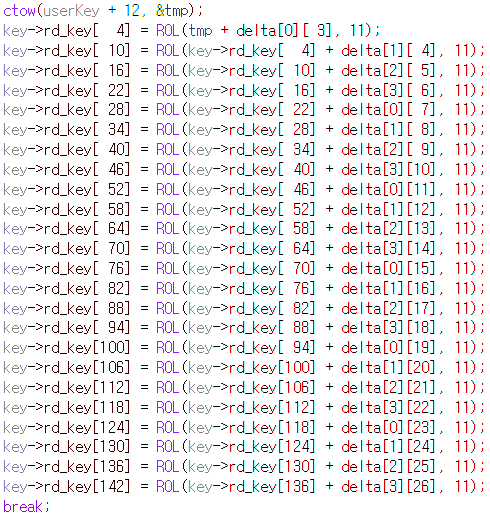 ctow(userKey + 12, &tmp);
key->rd_key[  4] = ROL(tmp + delta[0][ 3], 11);
key->rd_key[ 10] = ROL(key->rd_key[  4] + delta[1][ 4], 11);
key->rd_key[ 16] = ROL(key->rd_key[ 10] + delta[2][ 5], 11);
key->rd_key[ 22] = ROL(key->rd_key[ 16] + delta[3][ 6], 11);
key->rd_key[ 28] = ROL(key->rd_key[ 22] + delta[0][ 7], 11);
key->rd_key[ 34] = ROL(key->rd_key[ 28] + delta[1][ 8], 11);
key->rd_key[ 40] = ROL(key->rd_key[ 34] + delta[2][ 9], 11);
key->rd_key[ 46] = ROL(key->rd_key[ 40] + delta[3][10], 11);
key->rd_key[ 52] = ROL(key->rd_key[ 46] + delta[0][11], 11);
key->rd_key[ 58] = ROL(key->rd_key[ 52] + delta[1][12], 11);
key->rd_key[ 64] = ROL(key->rd_key[ 58] + delta[2][13], 11);
key->rd_key[ 70] = ROL(key->rd_key[ 64] + delta[3][14], 11);
key->rd_key[ 76] = ROL(key->rd_key[ 70] + delta[0][15], 11);
key->rd_key[ 82] = ROL(key->rd_key[ 76] + delta[1][16], 11);
key->rd_key[ 88] = ROL(key->rd_key[ 82] + delta[2][17], 11);
key->rd_key[ 94] = ROL(key->rd_key[ 88] + delta[3][18], 11);
key->rd_key[100] = ROL(key->rd_key[ 94] + delta[0][19], 11);
key->rd_key[106] = ROL(key->rd_key[100] + delta[1][20], 11);
key->rd_key[112] = ROL(key->rd_key[106] + delta[2][21], 11);
key->rd_key[118] = ROL(key->rd_key[112] + delta[3][22], 11);
key->rd_key[124] = ROL(key->rd_key[118] + delta[0][23], 11);
key->rd_key[130] = ROL(key->rd_key[124] + delta[1][24], 11);
key->rd_key[136] = ROL(key->rd_key[130] + delta[2][25], 11);
key->rd_key[142] = ROL(key->rd_key[136] + delta[3][26], 11);
break;